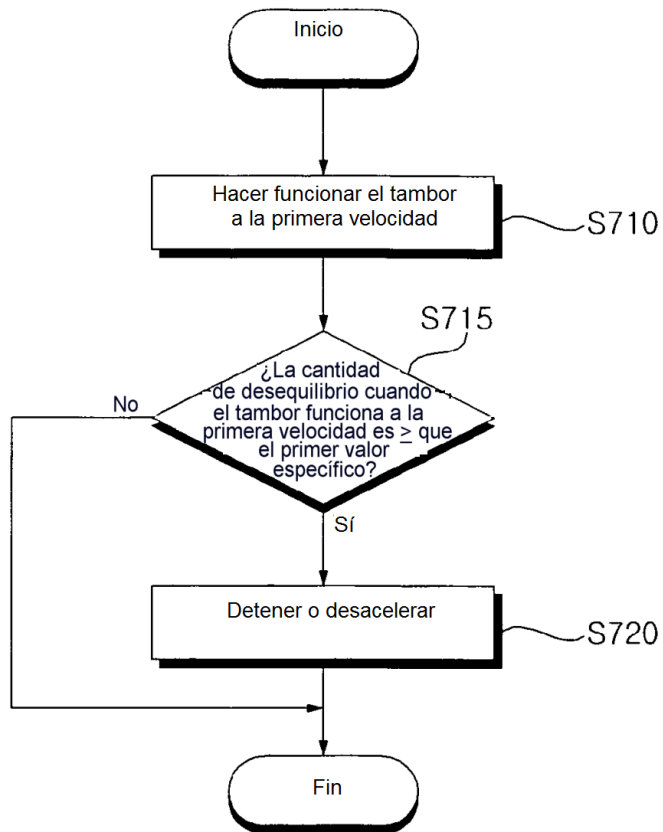 Inicio
Hacer funcionar el tambor
a la primera velocidad
S710
S715
¿La cantidad
de desequilibrio cuando
el tambor funciona a la
primera velocidad es ≥ que
el primer valor
específico?
No
Sí
Detener o desacelerar
S720
Fin